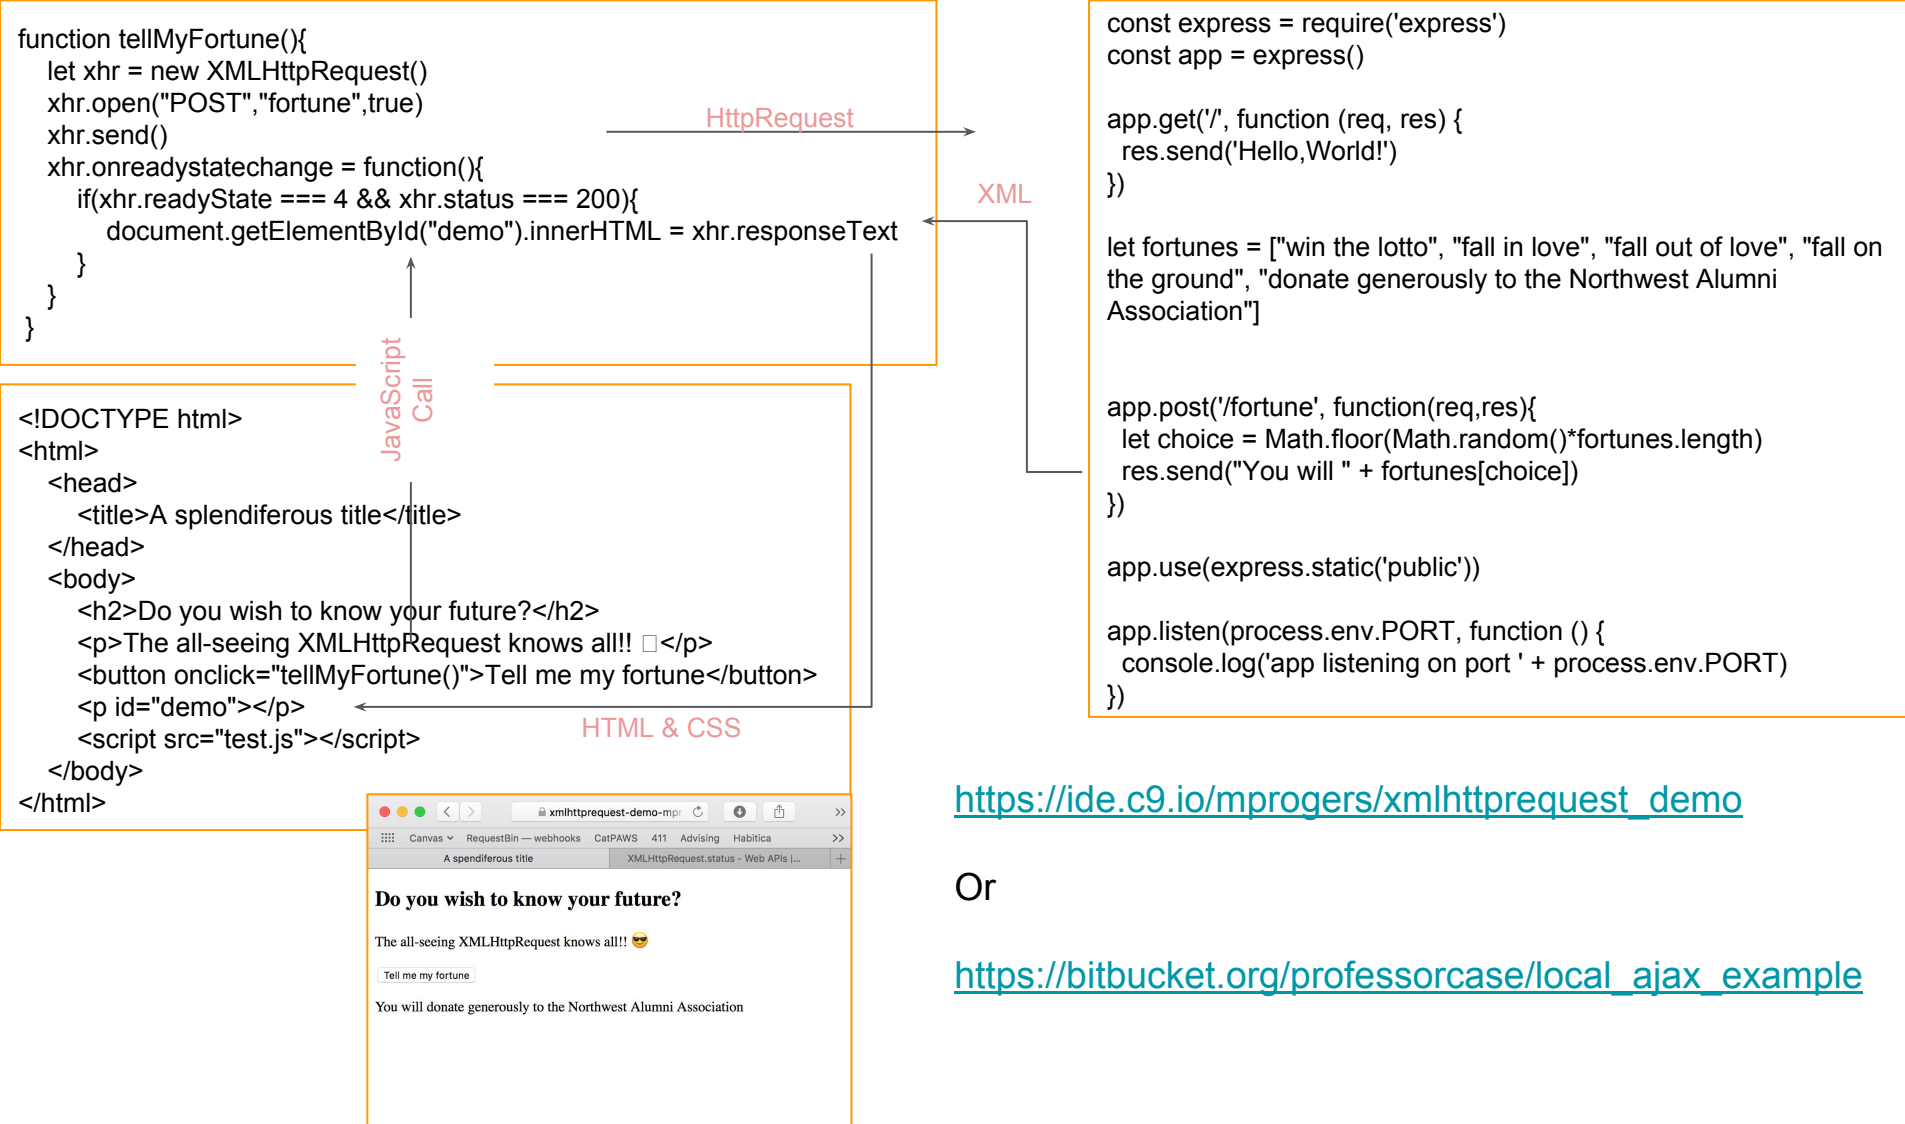 function tellMyFortune(){
let xhr = new XMLHttpRequest()
xhr.open("POST","fortune",true)
xhr.send()
xhr.onreadystatechange = function(){
if(xhr.readyState === 4 && xhr.status === 200){
document.getElementById("demo").innerHTML = xhr.responseText
}
}
}
HttpRequest
XML
JavaScript
Call
<!DOCTYPE html>
<html>
<head>
<title>A splendiferous title</title>
</head>
<body>
<h2>Do you wish to know your future?</h2>
<p>The all-seeing XMLHttpRequest knows all!! □</p>
<button onclick="tellMyFortune()">Tell me my fortune</button>
<p id="demo"></p>
<script src="test.js"></script>
</body>
</html>
HTML & CSS
const express = require('express')
const app = express()
app.get('/', function (req, res) {
res.send('Hello,World!')
})
let fortunes = ["win the lotto", "fall in love", "fall out of love", "fall on
the ground", "donate generously to the Northwest Alumni
Association"]
app.post('/fortune', function(req,res){
let choice = Math.floor(Math.random()*fortunes.length)
res.send("You will " + fortunes[choice])
})
app.use(express.static('public'))
app.listen(process.env.PORT, function () {
console.log('app listening on port ' + process.env.PORT)
})
xmlhttprequest-demo-mpr
Canvas RequestBin — webhooks CatPAWS 411 Advising Habitica
A spendiferous title XMLHttpRequest.status - Web APIs |...
Do you wish to know your future?
The all-seeing XMLHttpRequest knows all!! 😎
Tell me my fortune
You will donate generously to the Northwest Alumni Association
https://ide.c9.io/mprogers/xmlhttprequest_demo
Or
https://bitbucket.org/professorcase/local_ajax_example